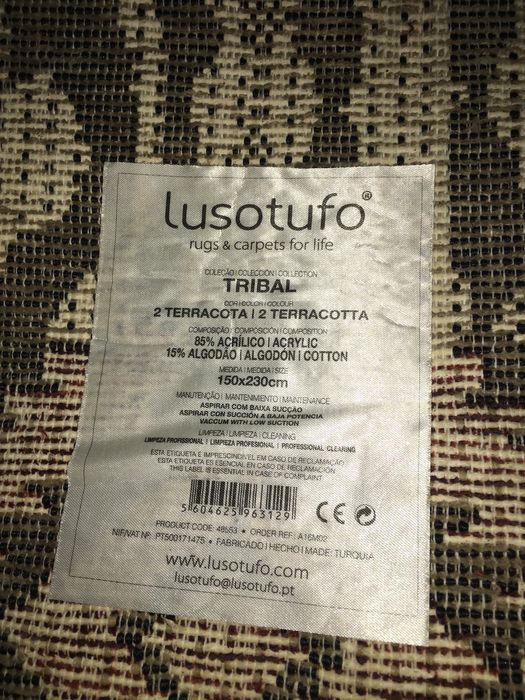 lusotufo®
rugs & carpets for life
COLEÇÃO | COLECCIÓN | COLLECTION
TRIBAL
COR | COLOR | COLOUR
2 TERRACOTA | 2 TERRACOTTA
COMPOSIÇÃO | COMPOSICIÓN | COMPOSITION
85% ACRÍLICO | ACRYLIC
15% ALGODÃO | ALGODÓN | COTTON
MEDIDA | MEDIDA | SIZE
150x230cm
MANUTENÇÃO | MANTENIMIENTO | MAINTENANCE
ASPIRAR COM BAIXA SUCÇÃO
ASPIRAR CON SUCCIÓN A BAJA POTENCIA
VACCUM WITH LOW SUCTION
LIMPEZA | LIMPIEZA | CLEANING
LIMPEZA PROFISSIONAL | LIMPIEZA PROFESIONAL | PROFESSIONAL CLEARING
ESTA ETIQUETA E IMPRESCINDIVEL EM CASO DE RECLAMAÇÃO
ESTA ETIQUETA ES ESENCIAL EN CASO DE RECLAMACIÓN
THIS LABEL IS ESSENTIAL IN CASE OF COMPLAINT
5 604625 963129
CE
PRODUCT CODE: 48553 • ORDER REF.: A16M02
NIF/VAT Nº: PT500171475 • FABRICADO | HECHO | MADE: TURQUIA
www.lusotufo.com
lusotufo@lusotufo.pt